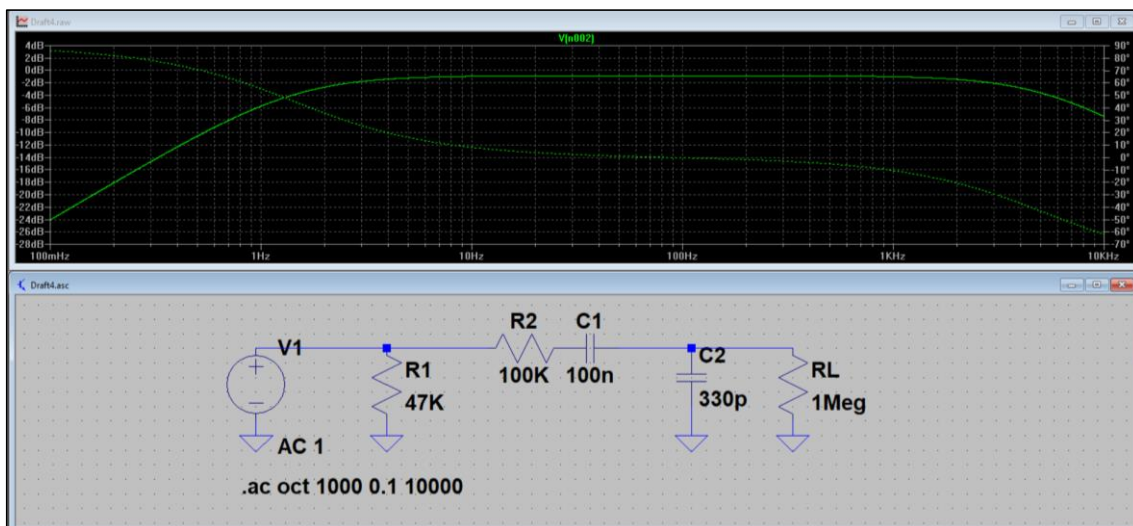 Draft4.raw
V(n002)
4dB
2dB
0dB
-2dB
-4dB
-6dB
-8dB
-10dB
-12dB
-14dB
-16dB
-18dB
-20dB
-22dB
-24dB
-26dB
-28dB
90°
80°
70°
60°
50°
40°
30°
20°
10°
0°
-10°
-20°
-30°
-40°
-50°
-60°
-70°
100mHz 1Hz 10Hz 100Hz 1KHz 10KHz
Draft4.asc
V1
AC 1
R1
47K
R2
100K
C1
100n
C2
330p
RL
1Meg
.ac oct 1000 0.1 10000